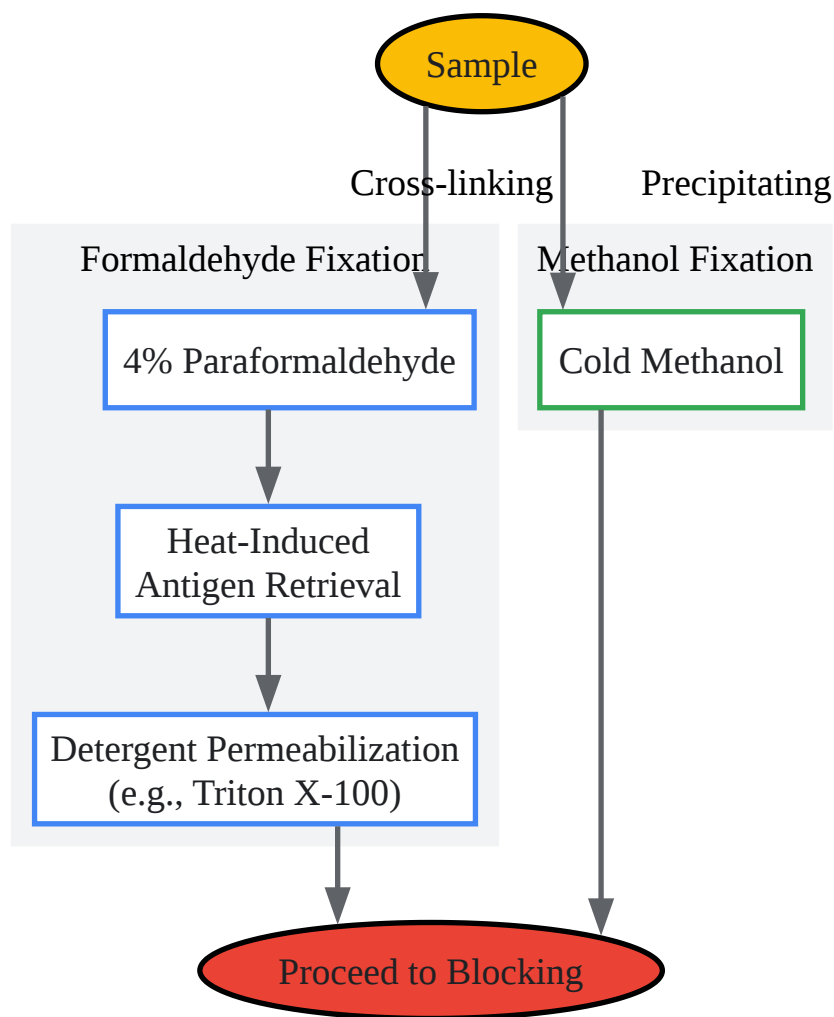 Sample
Cross-linking
Precipitating
Formaldehyde Fixation
Methanol Fixation
4% Paraformaldehyde
Cold Methanol
Heat-Induced
Antigen Retrieval
Detergent Permeabilization
(e.g., Triton X-100)
Proceed to Blocking